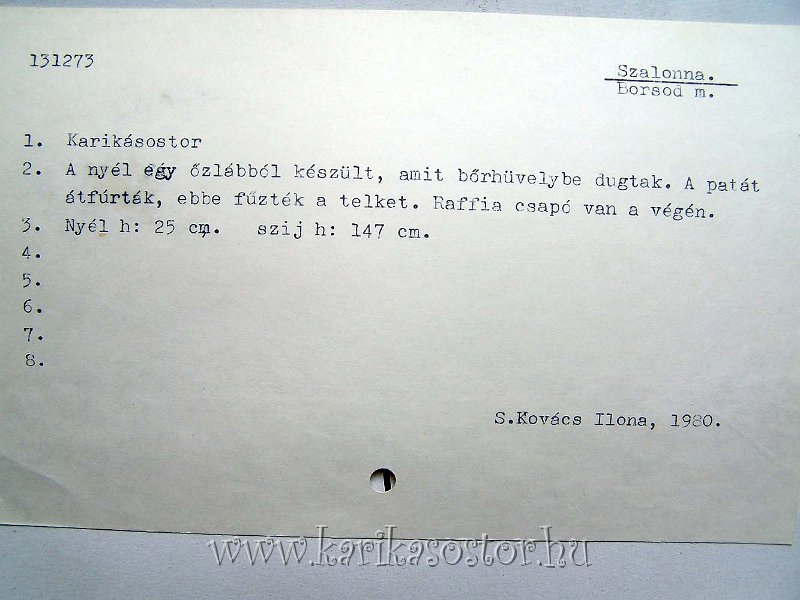 131273
Szalonna.
Borsod m.
1. Karikásostor
2. A nyél egy őzlábból készült, amit bőrhüvelybe dugtak. A patát
átfúrták, ebbe fűzték a telket. Raffia csapó van a végén.
3. Nyél h: 25 cm. szij h: 147 cm.
4.
5.
6.
7.
8.
S.Kovács Ilona, 1980.
www.karikasostor.hu